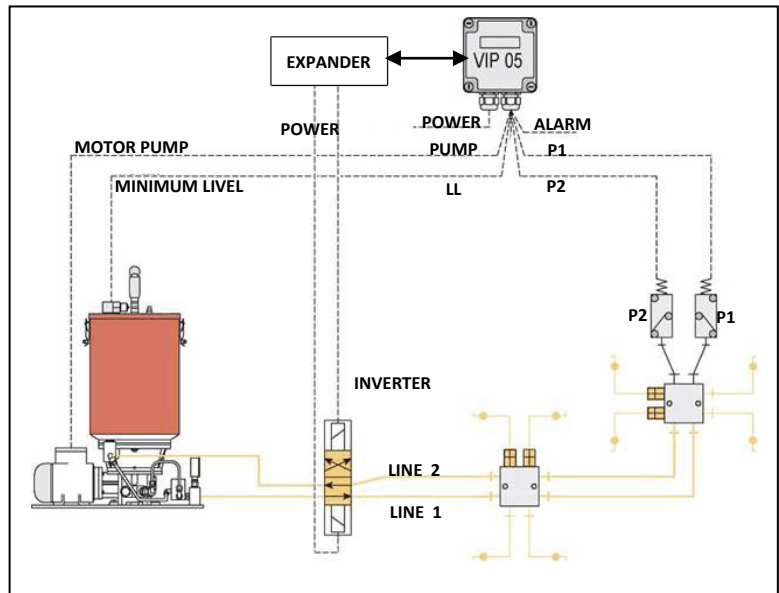 EXPANDER
VIP 05
POWER
POWER
ALARM
MOTOR PUMP
PUMP
P1
MINIMUM LIVEL
LL
P2
P2
P1
INVERTER
LINE 2
LINE 1